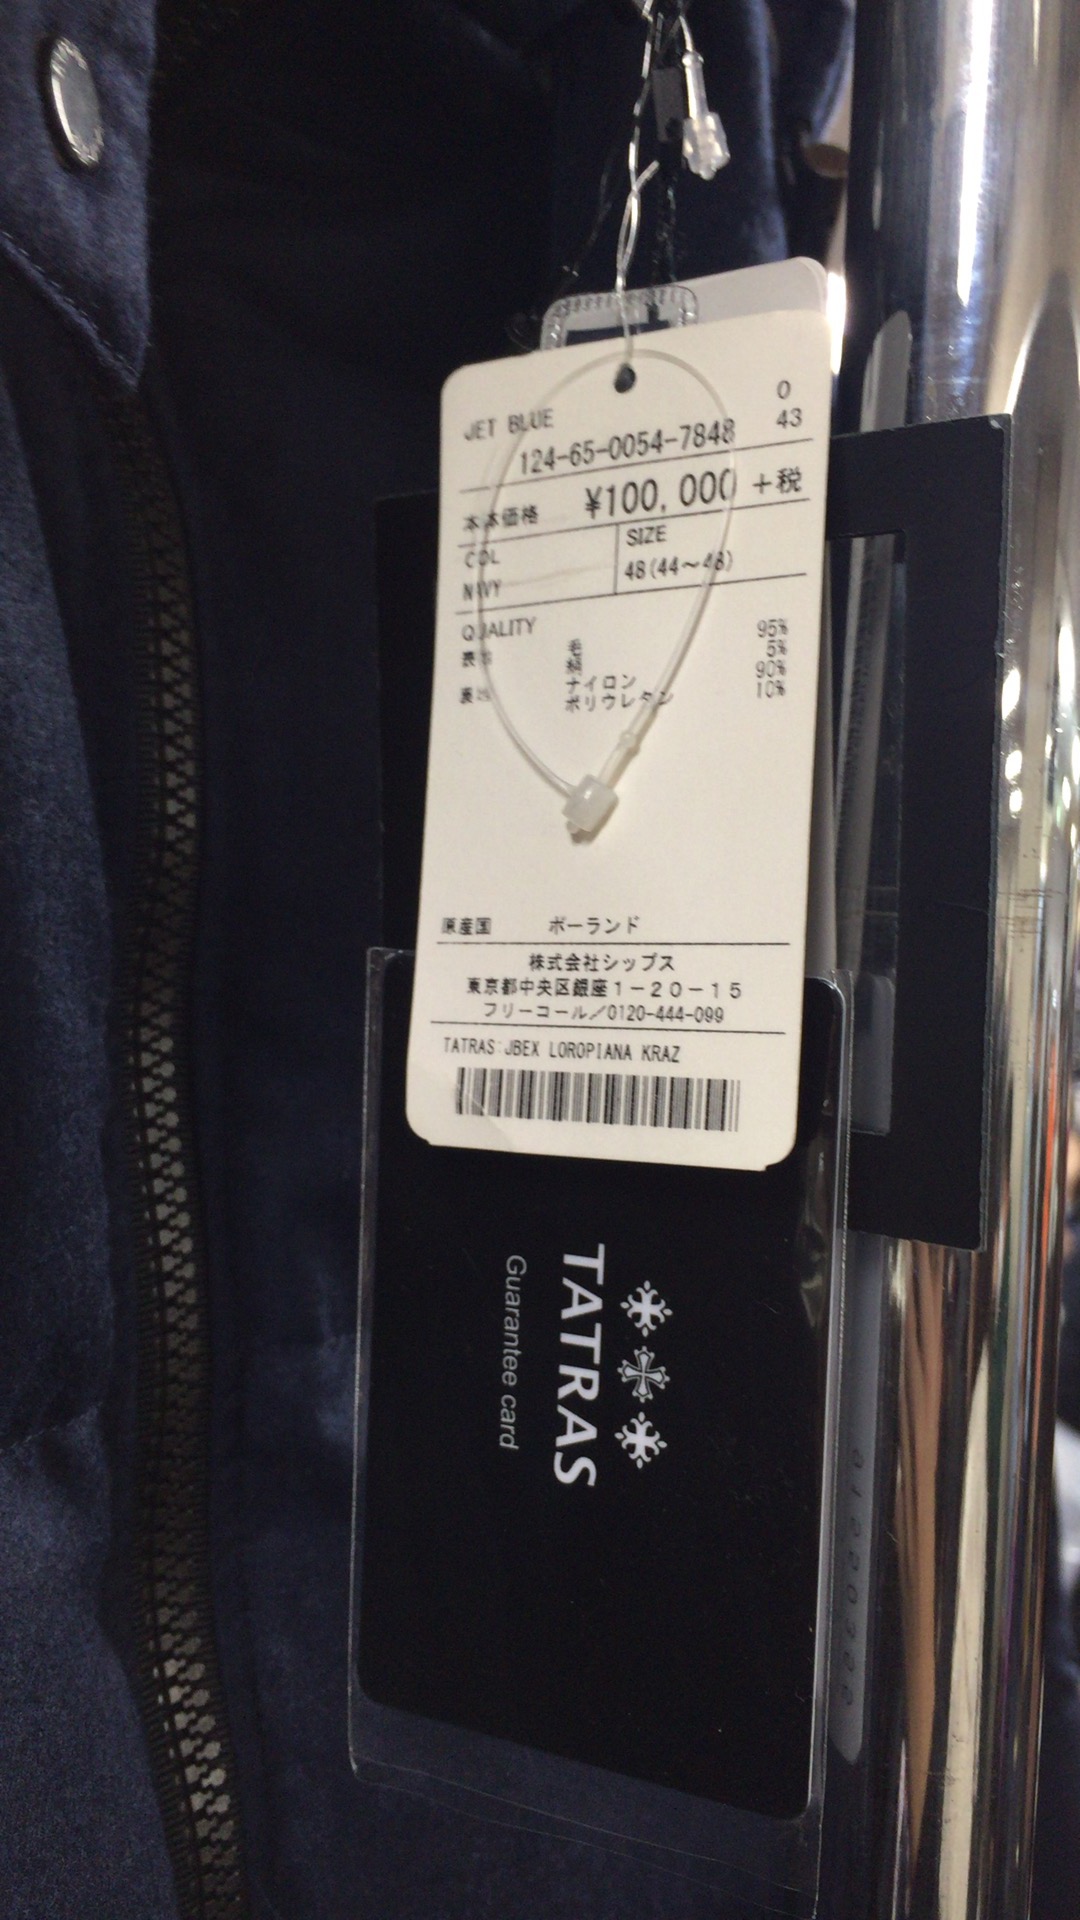 JET BLUE 0
43
124-65-0054-7848
本体価格 ¥100,000 +税
COL SIZE
NAVY 48(44～48)
QUALITY 95%
毛 5%
絹 90%
ナイロン 10%
ポリウレタン
原産国 ポーランド
株式会社シップス
東京都中央区銀座1-20-15
フリーコール／0120-444-099
TATRAS:JBEX LOROPIANA KRAZ
TATRAS
Guarantee card